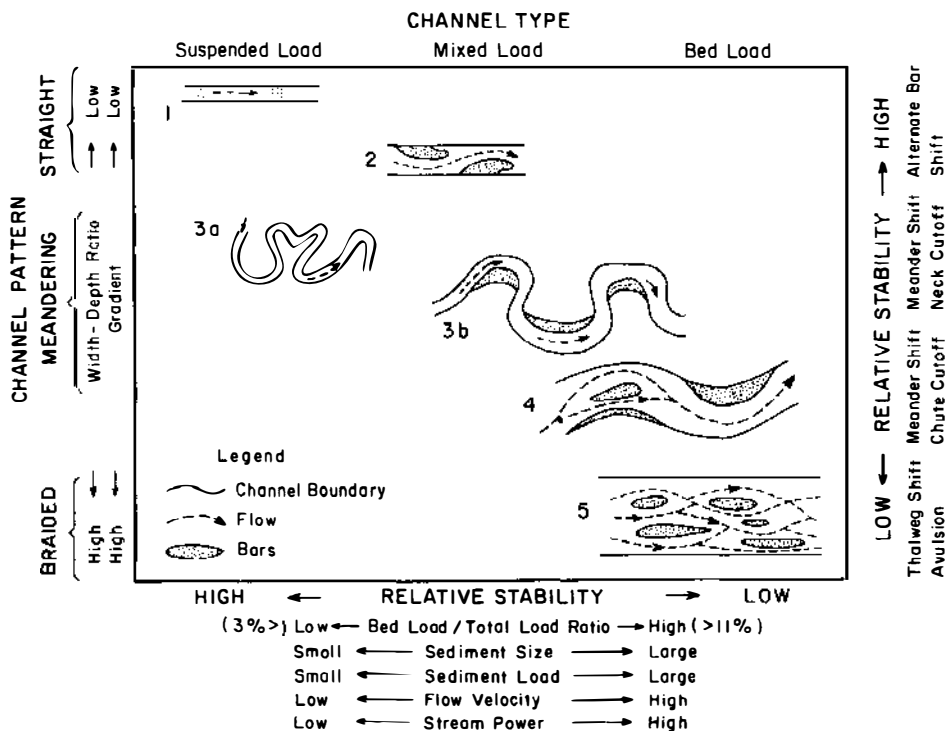 CHANNEL TYPE
Suspended Load Mixed Load Bed Load
CHANNEL PATTERN
STRAIGHT
MEANDERING
BRAIDED
Low
Low
Width-Depth Ratio
Gradient
High
High
1
2
3a
3b
4
5
Legend
Channel Boundary
Flow
Bars
LOW RELATIVE STABILITY HIGH
Alternate Bar
Shift
Meander Shift
Neck Cutoff
Meander Shift
Chute Cutoff
Thalweg Shift
Avulsion
HIGH RELATIVE STABILITY LOW
(3%>) Low Bed Load/Total Load Ratio High (>11%)
Small Sediment Size Large
Small Sediment Load Large
Low Flow Velocity High
Low Stream Power High